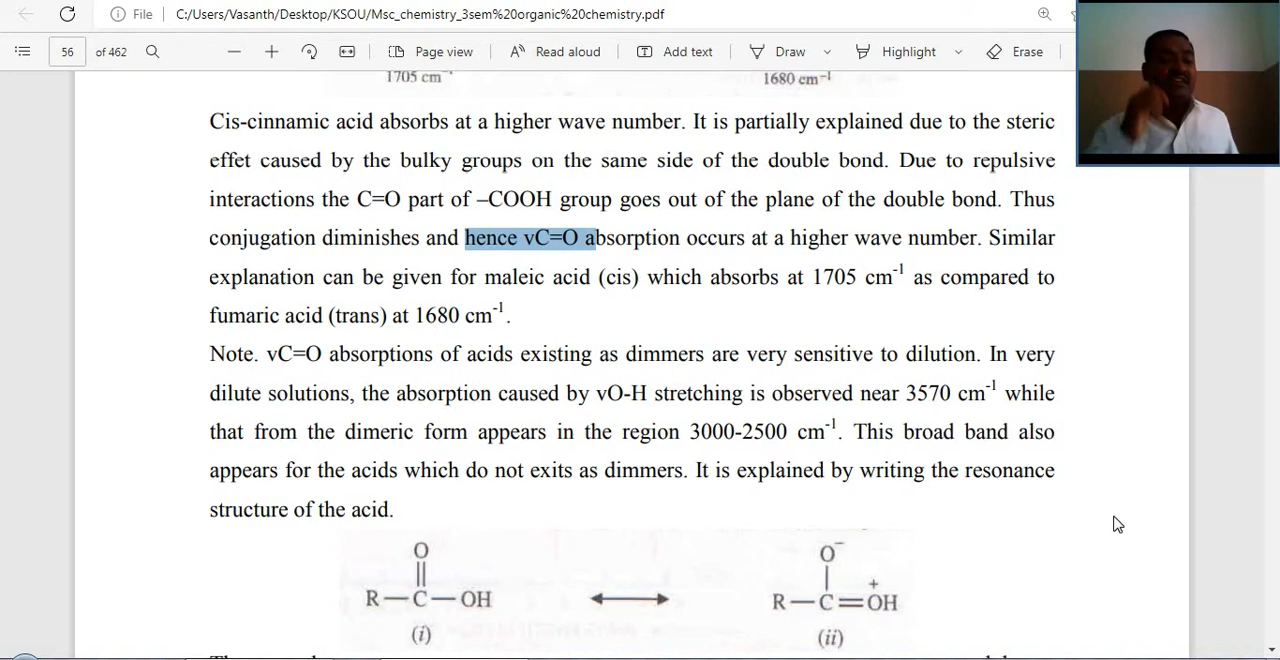 File C:/Users/Vasanth/Desktop/KSOU/Msc_chemistry_3sem%20organic%20chemistry.pdf
56 of 462 Page view Read aloud Add text Draw Highlight Erase
1705 cm⁻¹ 1680 cm⁻¹
Cis-cinnamic acid absorbs at a higher wave number. It is partially explained due to the steric
effet caused by the bulky groups on the same side of the double bond. Due to repulsive
interactions the C=O part of –COOH group goes out of the plane of the double bond. Thus
conjugation diminishes and hence vC=O absorption occurs at a higher wave number. Similar
explanation can be given for maleic acid (cis) which absorbs at 1705 cm⁻¹ as compared to
fumaric acid (trans) at 1680 cm⁻¹.
Note. vC=O absorptions of acids existing as dimmers are very sensitive to dilution. In very
dilute solutions, the absorption caused by vO-H stretching is observed near 3570 cm⁻¹ while
that from the dimeric form appears in the region 3000-2500 cm⁻¹. This broad band also
appears for the acids which do not exits as dimmers. It is explained by writing the resonance
structure of the acid.
O O⁻
R—C—OH R—C=OH +
(i) (ii)